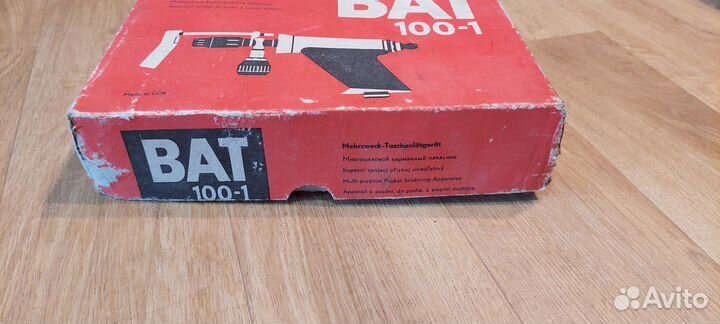 BAT
100-1
Made in GDR
BAT
100-1
Mehrzweck-Taschenlötgerät
Многоцелевой карманный паяльник
Kapesní spájecí přístroj víceúčelový
Multi-purpose Pocket Soldering-Apparatus
Appareil à souder, de poche, à emploi multiple
Avito